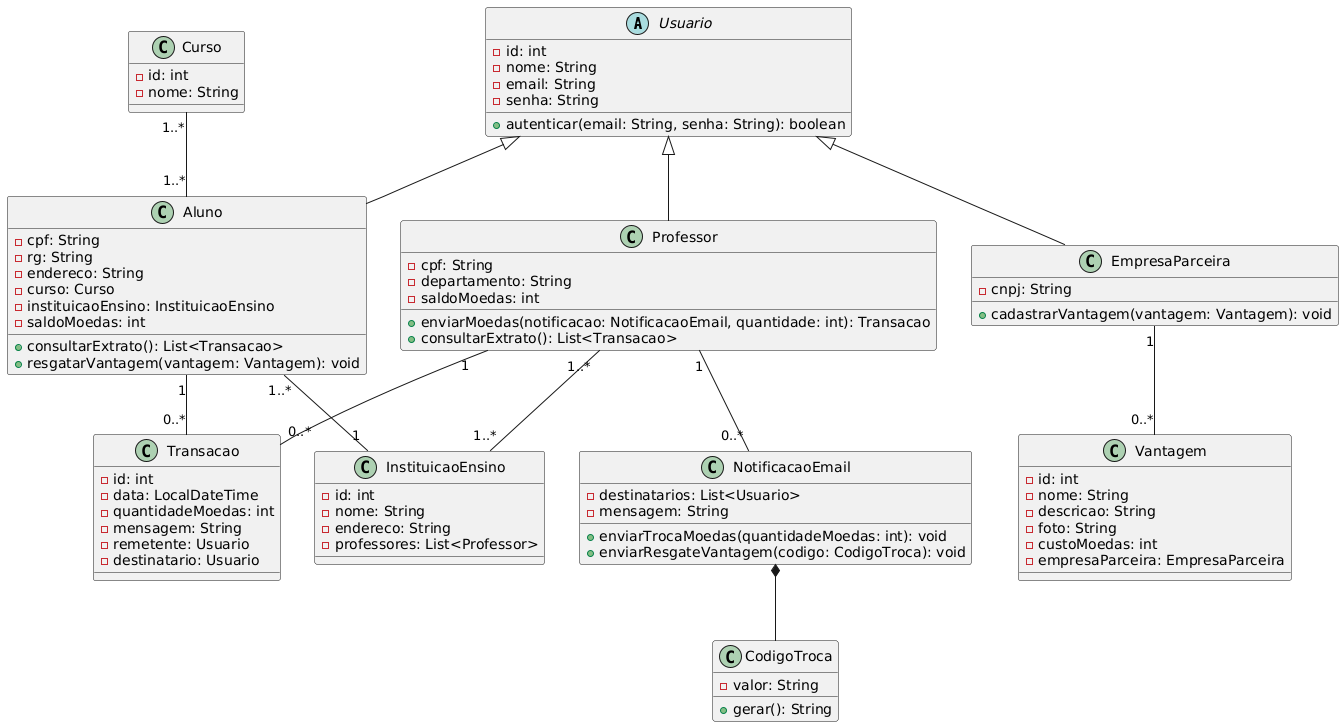 A Usuario
id: int
nome: String
email: String
senha: String
autenticar(email: String, senha: String): boolean
C Curso
id: int
nome: String
1..*
1..*
C Aluno
cpf: String
rg: String
endereco: String
curso: Curso
instituicaoEnsino: InstituicaoEnsino
saldoMoedas: int
consultarExtrato(): List<Transacao>
resgatarVantagem(vantagem: Vantagem): void
C Professor
cpf: String
departamento: String
saldoMoedas: int
enviarMoedas(notificacao: NotificacaoEmail, quantidade: int): Transacao
consultarExtrato(): List<Transacao>
C EmpresaParceira
cnpj: String
cadastrarVantagem(vantagem: Vantagem): void
1
0..*
1..*
1
1
0..*
1..*
1..*
1
0..*
1
0..*
C Transacao
id: int
data: LocalDateTime
quantidadeMoedas: int
mensagem: String
remetente: Usuario
destinatario: Usuario
C InstituicaoEnsino
id: int
nome: String
endereco: String
professores: List<Professor>
C NotificacaoEmail
destinatarios: List<Usuario>
mensagem: String
enviarTrocaMoedas(quantidadeMoedas: int): void
enviarResgateVantagem(codigo: CodigoTroca): void
C Vantagem
id: int
nome: String
descricao: String
foto: String
custoMoedas: int
empresaParceira: EmpresaParceira
C CodigoTroca
valor: String
gerar(): String